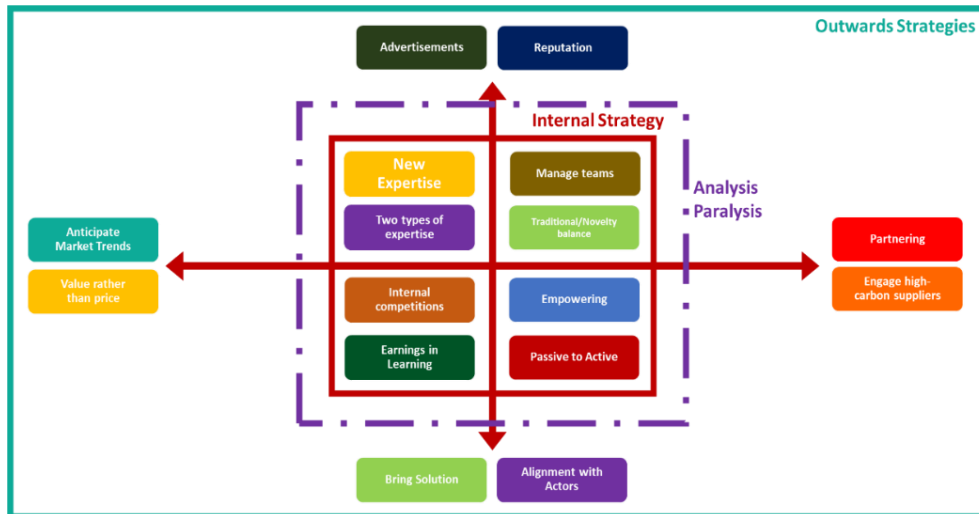 Outwards Strategies
Advertisements
Reputation
Internal Strategy
New
Expertise
Manage teams
Analysis
Paralysis
Two types of
expertise
Traditional/Novelty
balance
Anticipate
Market Trends
Partnering
Value rather
than price
Internal
competitions
Empowering
Engage high-
carbon suppliers
Earnings in
Learning
Passive to Active
Bring Solution
Alignment with
Actors